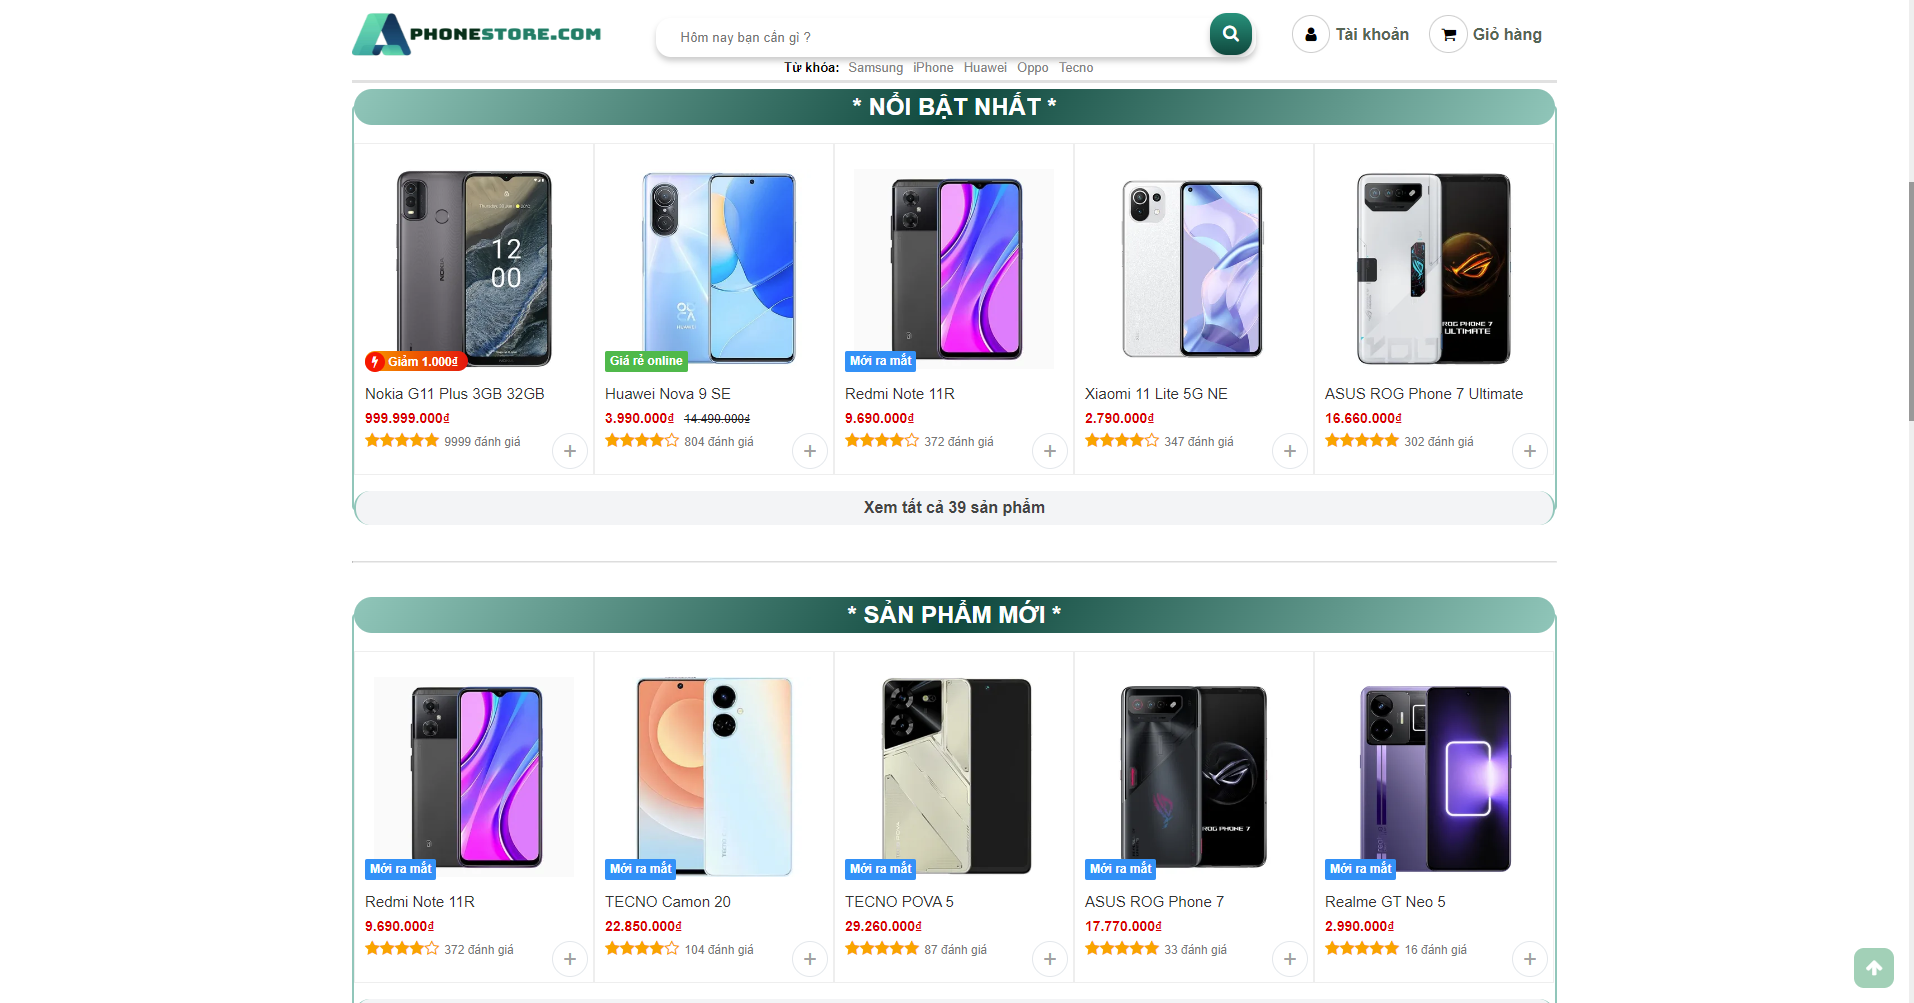 APHONESTORE.COM
Hôm nay bạn cần gì ?
Tài khoản
Giỏ hàng
Từ khóa: Samsung iPhone Huawei Oppo Tecno
* NỔI BẬT NHẤT *
12
00
NOKIA
HUAWEI
ROG PHONE 7
ULTIMATE
Giảm 1.000₫
Giá rẻ online
Mới ra mắt
Nokia G11 Plus 3GB 32GB
999.999.000₫
9999 đánh giá
+
Huawei Nova 9 SE
3.990.000₫ 14.490.000₫
804 đánh giá
+
Redmi Note 11R
9.690.000₫
372 đánh giá
+
Xiaomi 11 Lite 5G NE
2.790.000₫
347 đánh giá
+
ASUS ROG Phone 7 Ultimate
16.660.000₫
302 đánh giá
+
Xem tất cả 39 sản phẩm
* SẢN PHẨM MỚI *
ROG PHONE 7
Mới ra mắt
Mới ra mắt
Mới ra mắt
Mới ra mắt
Mới ra mắt
Redmi Note 11R
9.690.000₫
372 đánh giá
+
TECNO Camon 20
22.850.000₫
104 đánh giá
+
TECNO POVA 5
29.260.000₫
87 đánh giá
+
ASUS ROG Phone 7
17.770.000₫
33 đánh giá
+
Realme GT Neo 5
2.990.000₫
16 đánh giá
+